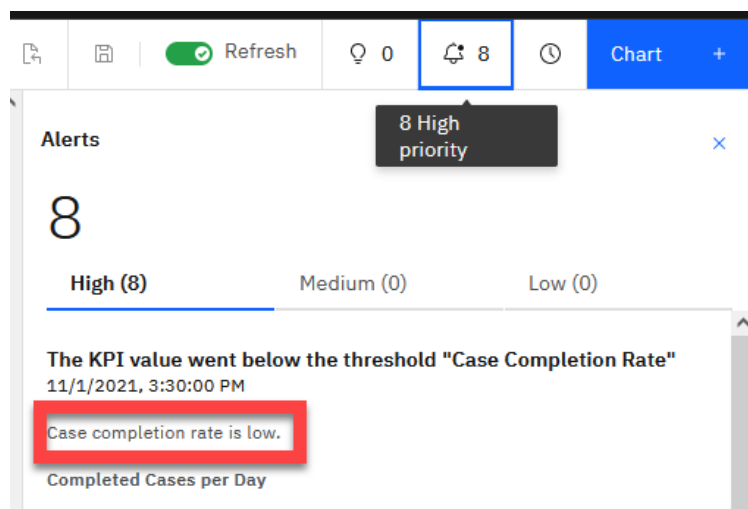 Refresh 0 8 Chart +
8 High
priority
Alerts
8
High (8) Medium (0) Low (0)
The KPI value went below the threshold "Case Completion Rate"
11/1/2021, 3:30:00 PM
Case completion rate is low.
Completed Cases per Day